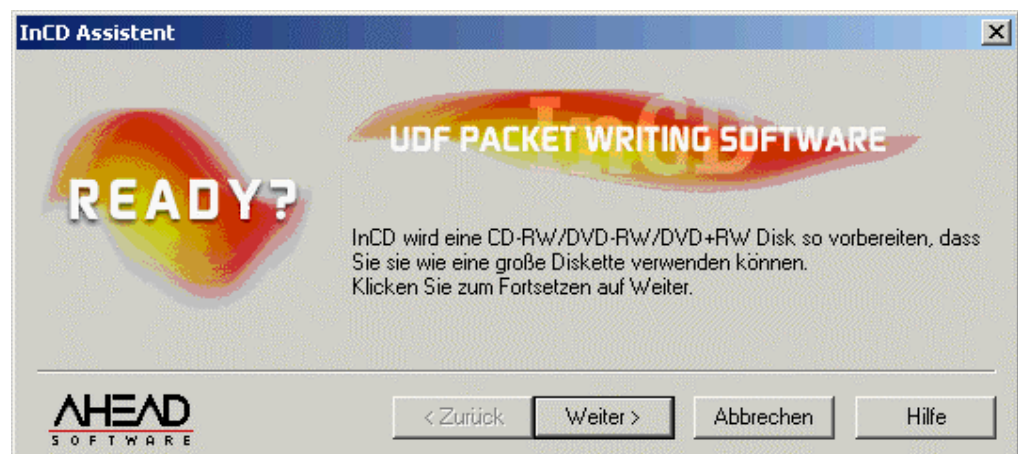 InCD Assistent
InCD
UDF PACKET WRITING SOFTWARE
READY?
InCD wird eine CD-RW/DVD-RW/DVD+RW Disk so vorbereiten, dass
Sie sie wie eine große Diskette verwenden können.
Klicken Sie zum Fortsetzen auf Weiter.
AHEAD
SOFTWARE
< Zurück
Weiter >
Abbrechen
Hilfe